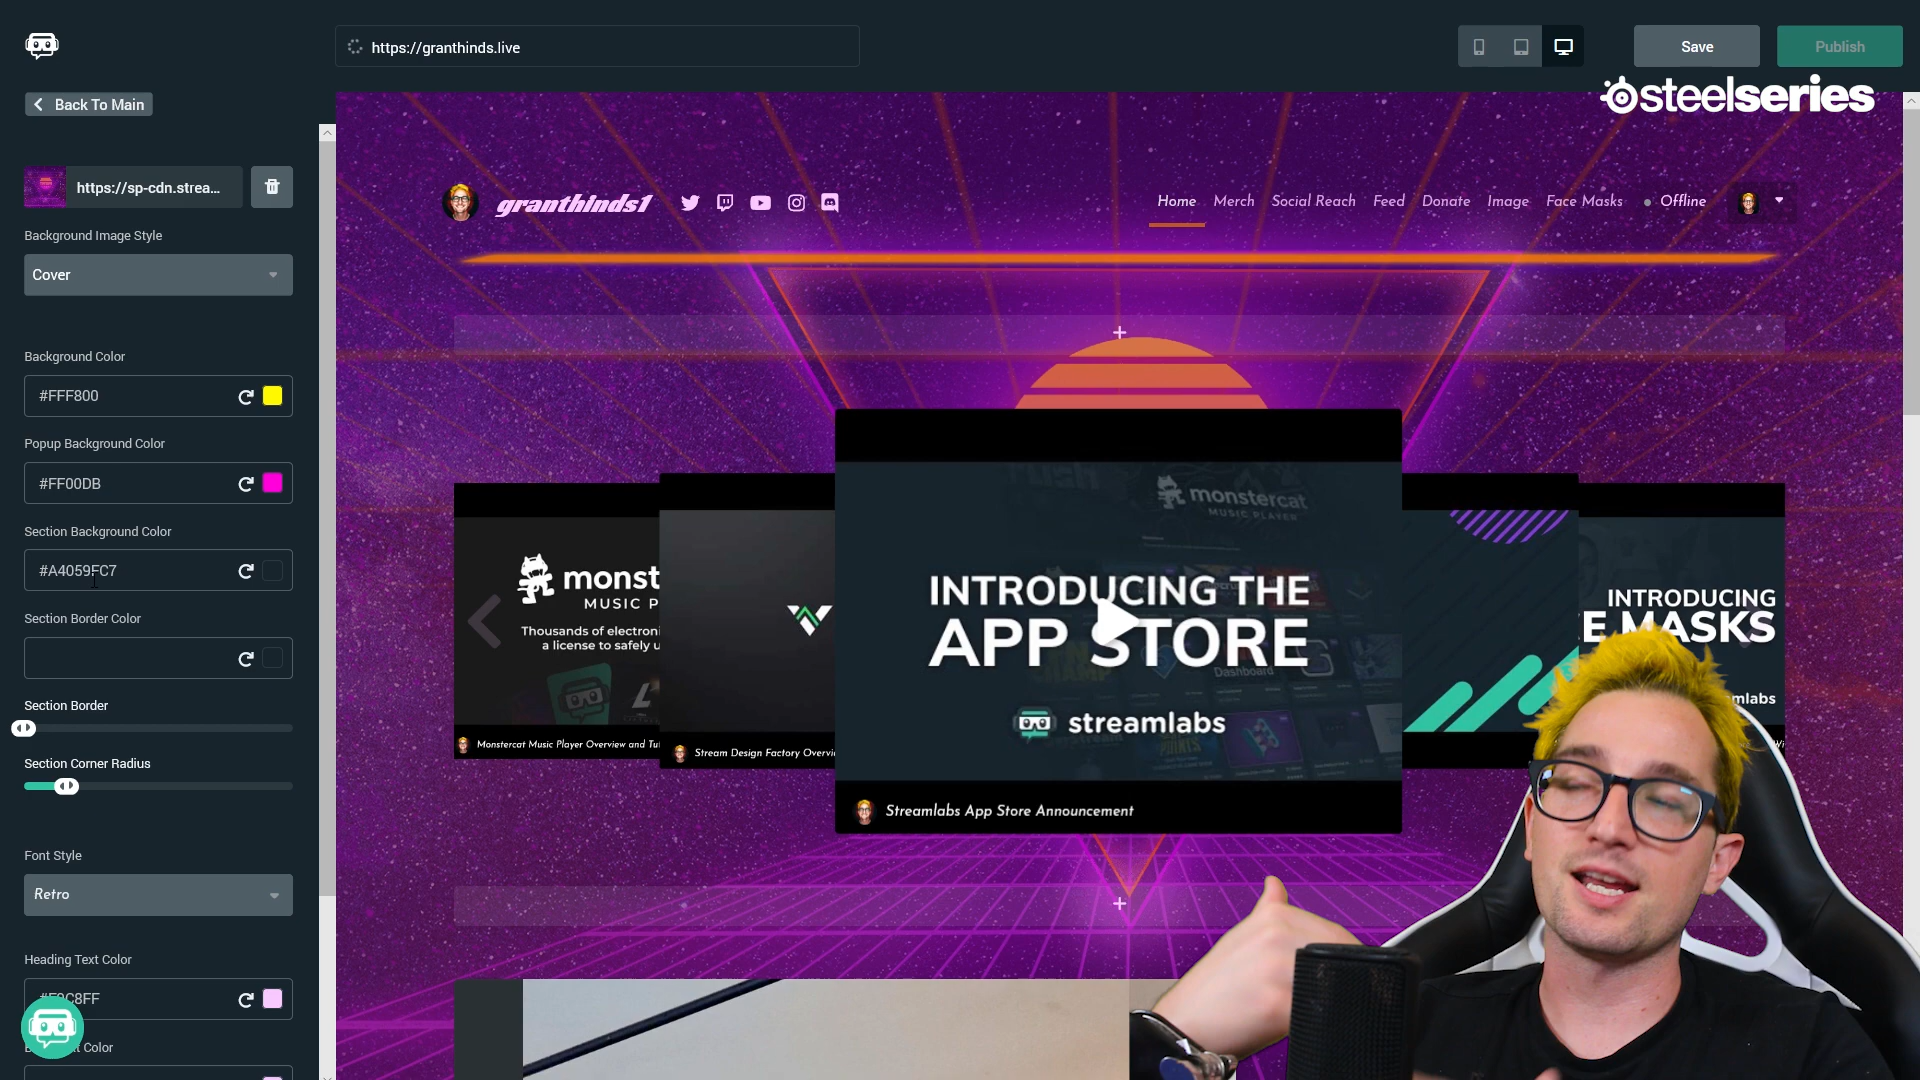 https://granthinds.live
Save
Publish
steelseries
Back To Main
https://sp-cdn.strea...
Background Image Style
Cover
Background Color
#FFF800
Popup Background Color
#FF00DB
Section Background Color
#A4059FC7
Section Border Color
Section Border
Section Corner Radius
Font Style
Retro
Heading Text Color
granthinds1
Home
Merch
Social Reach
Feed
Donate
Image
Face Masks
Offline
monst
MUSIC P
Thousands of electroni
a license to safely u
Monstercat Music Player Overview and Tut
Stream Design Factory Overvi
monstercat
MUSIC PLAYER
INTRODUCING THE
APP STORE
Dashboard
streamlabs
Streamlabs App Store Announcement
INTRODUCING
E MASKS
mlabs
Color